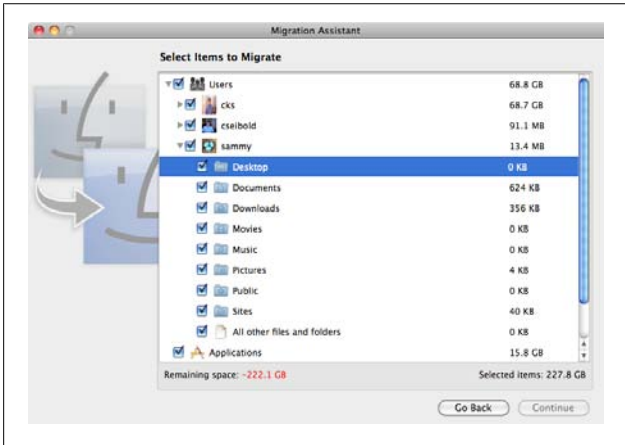 Migration Assistant
Select Items to Migrate
Users 68.8 GB
cks 68.7 GB
cseibold 91.1 MB
sammy 13.4 MB
Desktop 0 KB
Documents 624 KB
Downloads 356 KB
Movies 0 KB
Music 0 KB
Pictures 4 KB
Public 0 KB
Sites 40 KB
All other files and folders 0 KB
Applications 15.8 GB
Remaining space: -222.1 GB Selected items: 227.8 GB
Go Back Continue